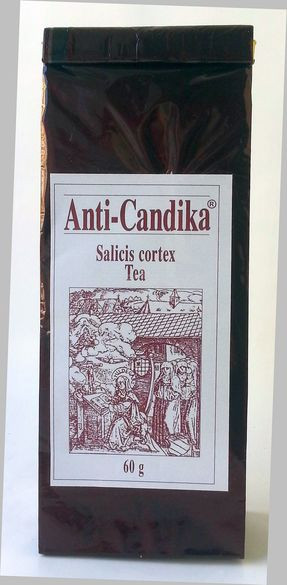 Anti-Candika®
Salicis cortex
Tea
60 g